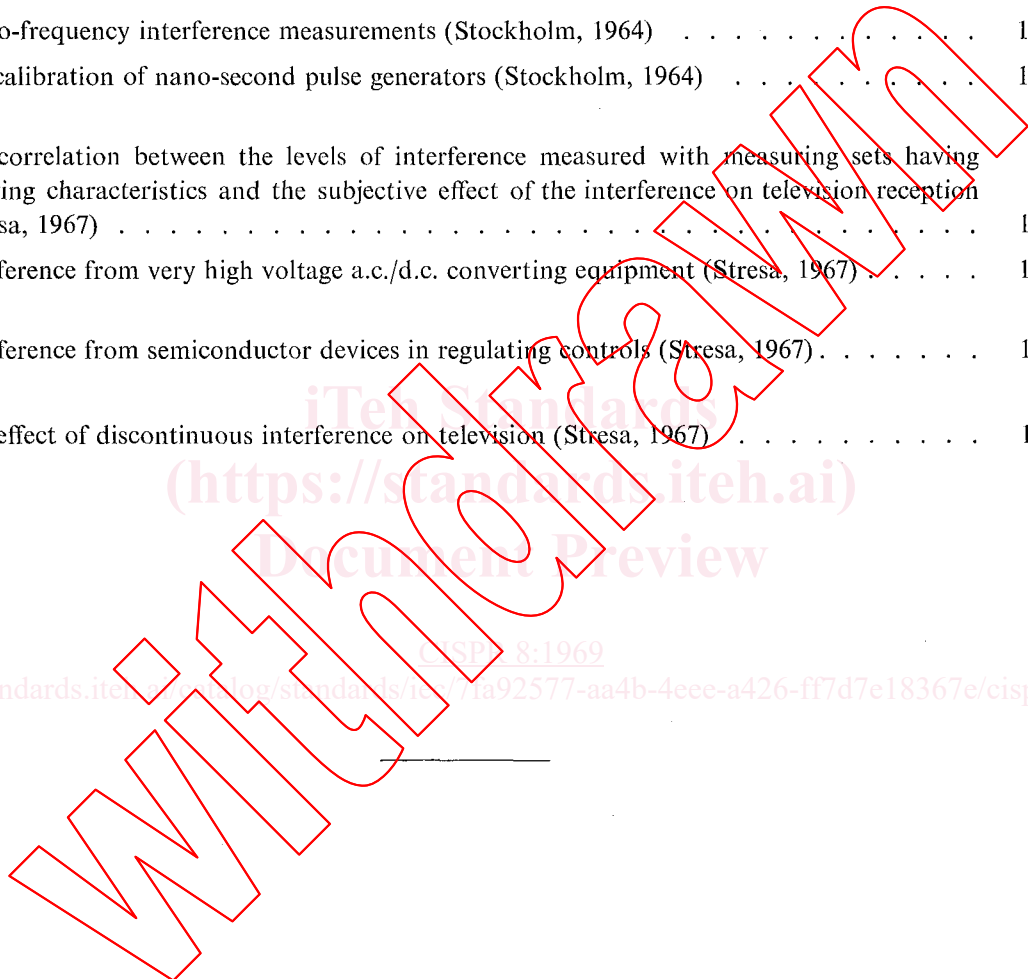 o-frequency interference measurements (Stockholm, 1964) . . . . . . . . . . . . 1
calibration of nano-second pulse generators (Stockholm, 1964) . . . . . . . . . . 1
correlation between the levels of interference measured with measuring sets having
ing characteristics and the subjective effect of the interference on television reception
sa, 1967) . . . . . . . . . . . . . . . . . . . . . . . . . . . . . . . . . . 1
ference from very high voltage a.c./d.c. converting equipment (Stresa, 1967) . . . . . 1
ference from semiconductor devices in regulating controls (Stresa, 1967) . . . . . . . 1
iTeh Standards
effect of discontinuous interference on television (Stresa, 1967) . . . . . . . . . . 1
(https://standards.iteh.ai)
Document Preview
withdrawn
CISPR 8:1969
ndards.iteh.ai/catalog/standards/iec/7fa92577-aa4b-4eee-a426-ff7d7e18367e/cisp